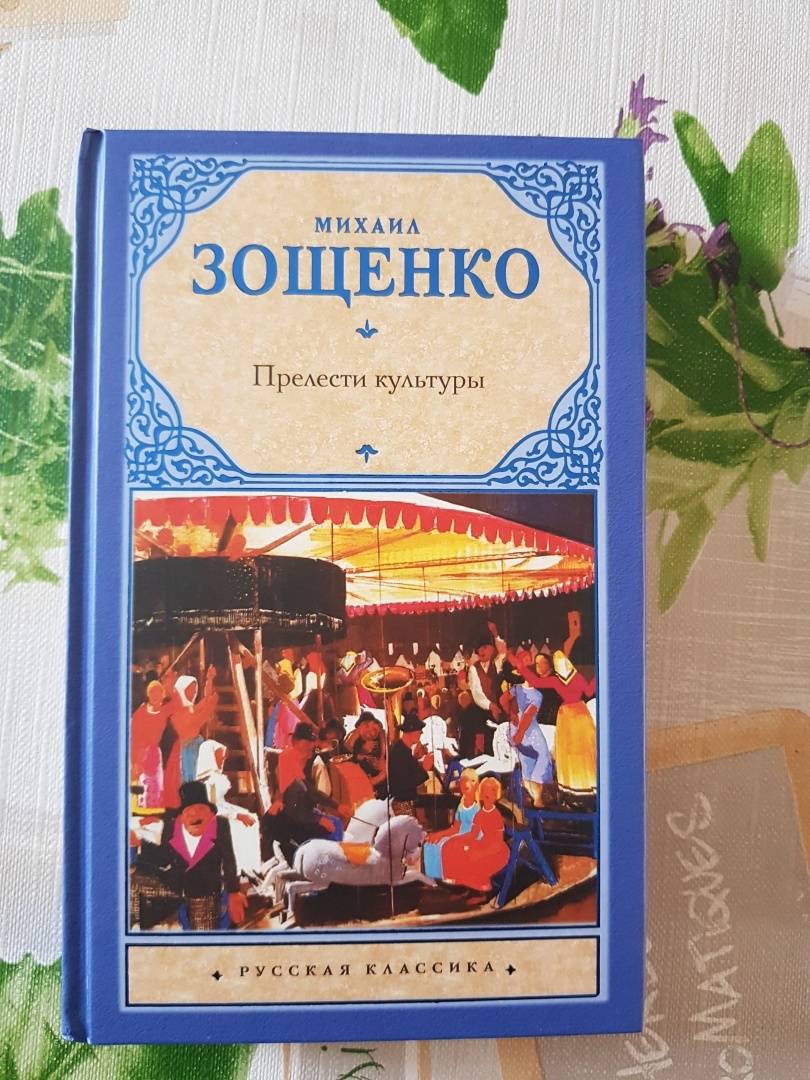 МИХАИЛ
ЗОЩЕНКО
Прелести культуры
РУССКАЯ КЛАССИКА